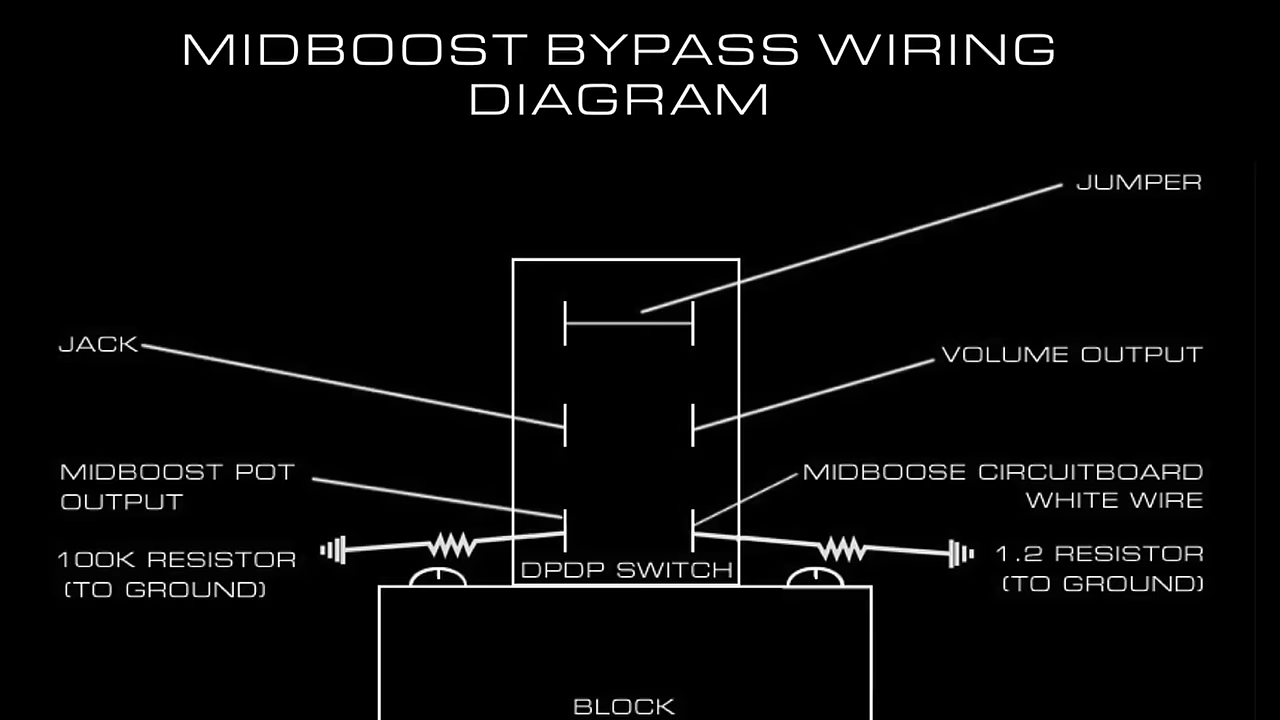 MIDBOOST BYPASS WIRING
DIAGRAM
JUMPER
JACK
VOLUME OUTPUT
MIDBOOST POT
OUTPUT
MIDBOOSE CIRCUITBOARD
WHITE WIRE
100K RESISTOR
(TO GROUND)
1.2 RESISTOR
(TO GROUND)
DPDP SWITCH
BLOCK